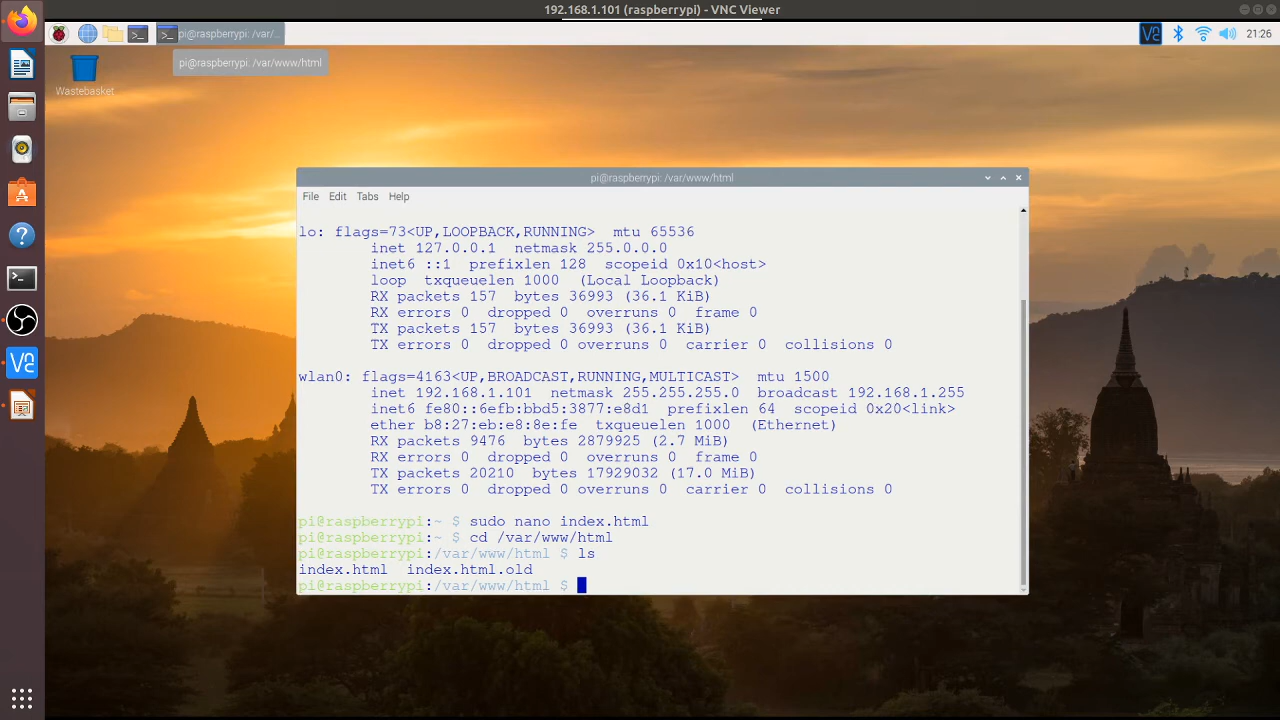 192.168.1.101 (raspberrypi) - VNC Viewer
pi@raspberrypi: /var/...
21:26
pi@raspberrypi: /var/www/html
Wastebasket
pi@raspberrypi: /var/www/html
File Edit Tabs Help
lo: flags=73<UP,LOOPBACK,RUNNING>  mtu 65536
        inet 127.0.0.1  netmask 255.0.0.0
        inet6 ::1  prefixlen 128  scopeid 0x10<host>
        loop  txqueuelen 1000  (Local Loopback)
        RX packets 157  bytes 36993 (36.1 KiB)
        RX errors 0  dropped 0  overruns 0  frame 0
        TX packets 157  bytes 36993 (36.1 KiB)
        TX errors 0  dropped 0 overruns 0  carrier 0  collisions 0
wlan0: flags=4163<UP,BROADCAST,RUNNING,MULTICAST>  mtu 1500
        inet 192.168.1.101  netmask 255.255.255.0  broadcast 192.168.1.255
        inet6 fe80::6efb:bbd5:3877:e8d1  prefixlen 64  scopeid 0x20<link>
        ether b8:27:eb:e8:8e:fe  txqueuelen 1000  (Ethernet)
        RX packets 9476  bytes 2879925 (2.7 MiB)
        RX errors 0  dropped 0  overruns 0  frame 0
        TX packets 20210  bytes 17929032 (17.0 MiB)
        TX errors 0  dropped 0 overruns 0  carrier 0  collisions 0
pi@raspberrypi:~ $ sudo nano index.html
pi@raspberrypi:~ $ cd /var/www/html
pi@raspberrypi:/var/www/html $ ls
index.html  index.html.old
pi@raspberrypi:/var/www/html $